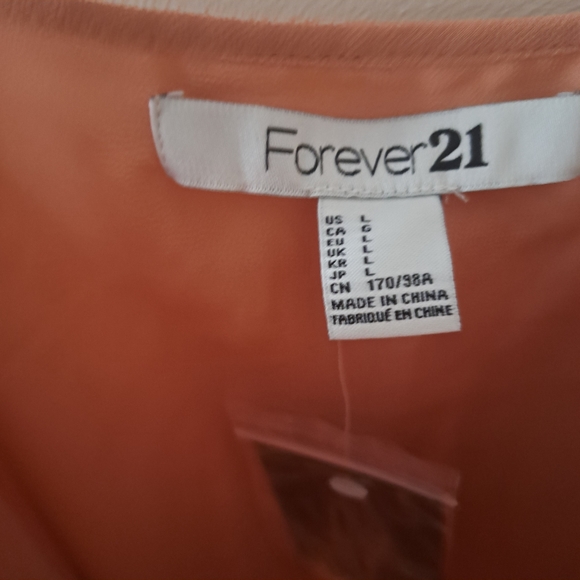 Forever21
US L
CA G
EU L
UK L
KR L
JP L
CN 170/98A
MADE IN CHINA
FABRIQUÉ EN CHINE